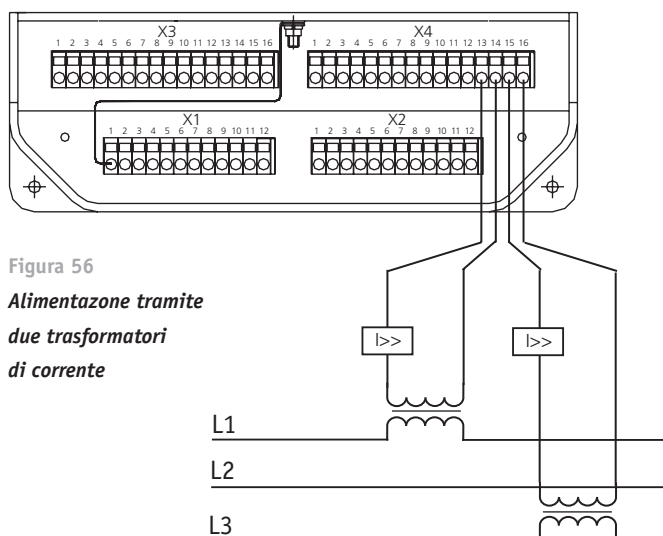 X3
X4
1 2 3 4 5 6 7 8 9 10 11 12 13 14 15 16
1 2 3 4 5 6 7 8 9 10 11 12 13 14 15 16
X1
X2
1 2 3 4 5 6 7 8 9 10 11 12
1 2 3 4 5 6 7 8 9 10 11 12
Figura 56
Alimentazone tramite
due trasformatori
di corrente
I>>
I>>
L1
L2
L3